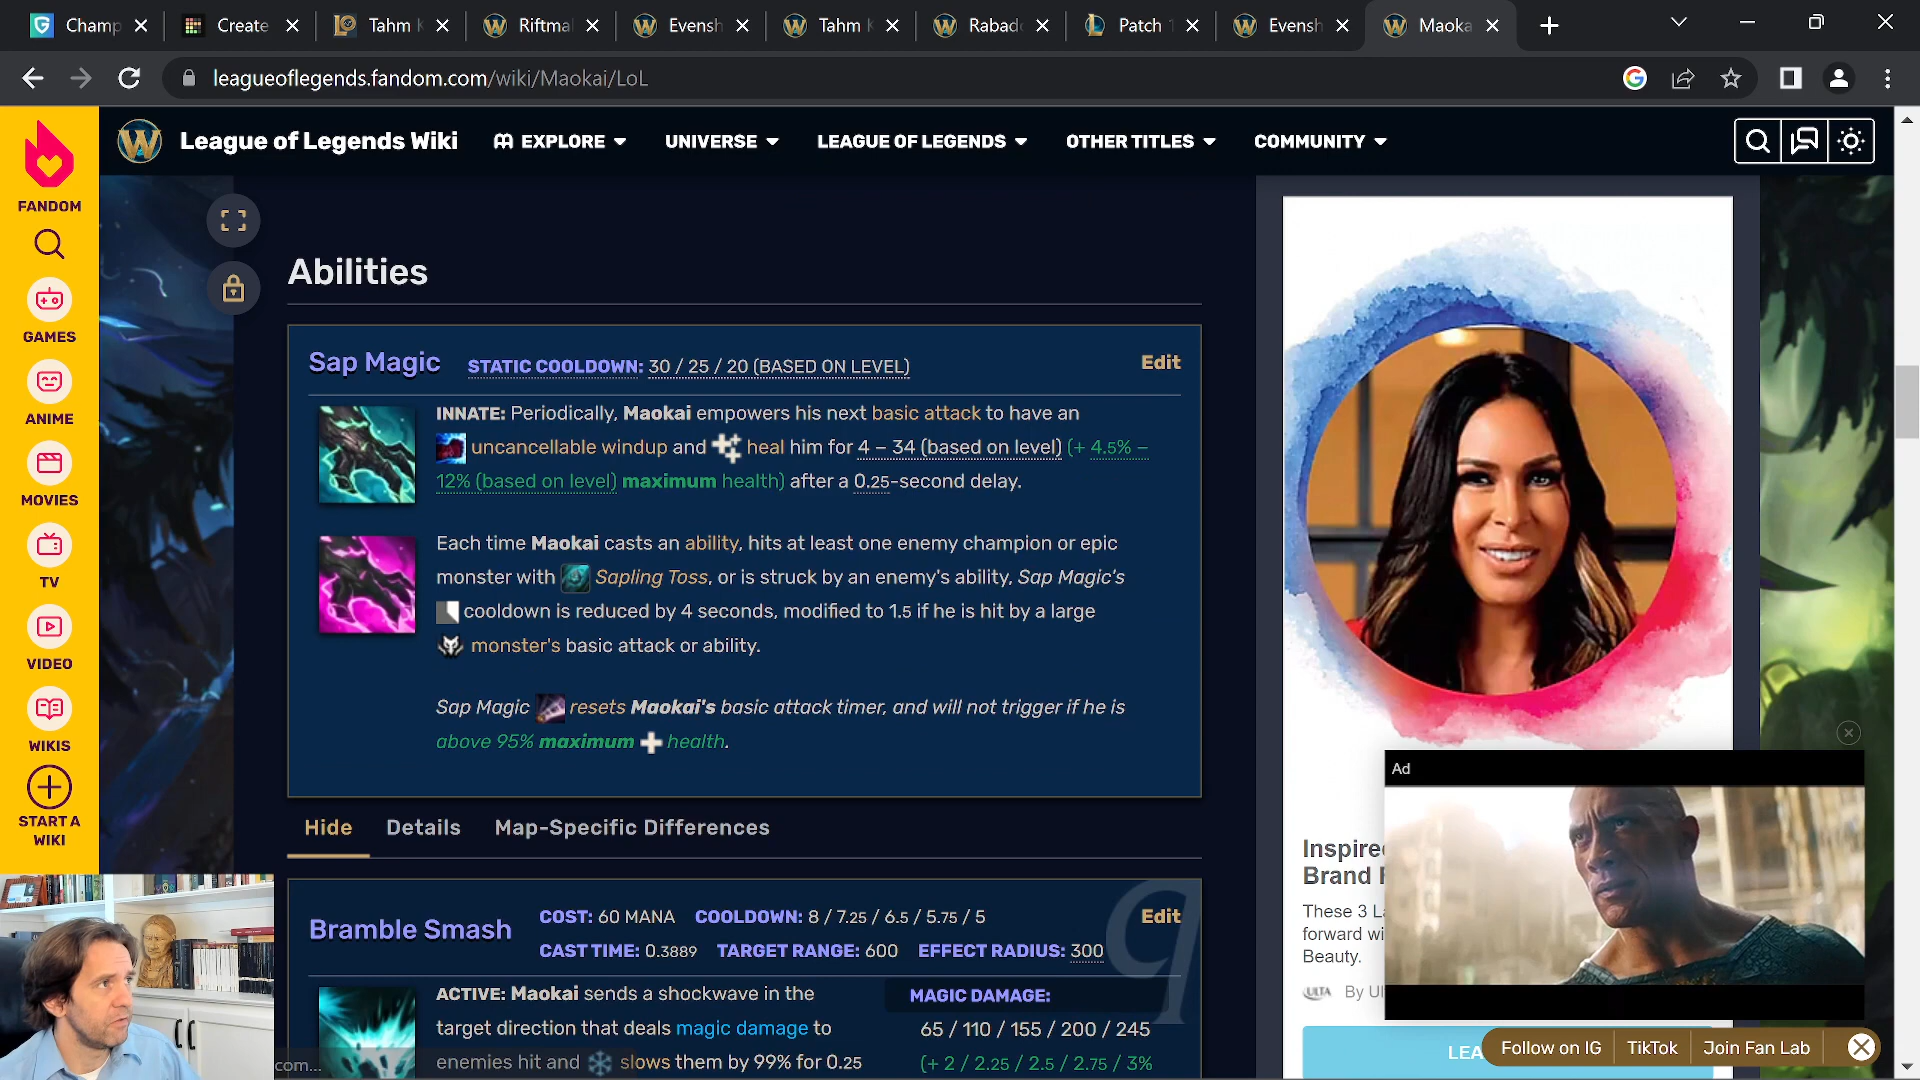 Champ
Create
Tahm
Riftma
Evensh
Tahm
Rabado
Patch
Evensh
Maoka
leagueoflegends.fandom.com/wiki/Maokai/LoL
League of Legends Wiki
EXPLORE
UNIVERSE
LEAGUE OF LEGENDS
OTHER TITLES
COMMUNITY
FANDOM
GAMES
ANIME
MOVIES
TV
VIDEO
WIKIS
START A
WIKI
Abilities
Sap Magic STATIC COOLDOWN: 30 / 25 / 20 (BASED ON LEVEL) Edit
INNATE: Periodically, Maokai empowers his next basic attack to have an
uncancellable windup and heal him for 4 – 34 (based on level) (+ 4.5% –
12% (based on level) maximum health) after a 0.25-second delay.
Each time Maokai casts an ability, hits at least one enemy champion or epic
monster with Sapling Toss, or is struck by an enemy's ability, Sap Magic's
cooldown is reduced by 4 seconds, modified to 1.5 if he is hit by a large
monster's basic attack or ability.
Sap Magic resets Maokai's basic attack timer, and will not trigger if he is
above 95% maximum health.
Hide Details Map-Specific Differences
Bramble Smash COST: 60 MANA COOLDOWN: 8 / 7.25 / 6.5 / 5.75 / 5 Edit
CAST TIME: 0.3889 TARGET RANGE: 600 EFFECT RADIUS: 300
q
ACTIVE: Maokai sends a shockwave in the
target direction that deals magic damage to
enemies hit and slows them by 99% for 0.25
MAGIC DAMAGE:
65 / 110 / 155 / 200 / 245
(+ 2 / 2.25 / 2.5 / 2.75 / 3%
com...
Ad
Inspire
Brand
These 3 L
forward wi
Beauty.
ULTA By Ul
LEA
Follow on IG TikTok Join Fan Lab